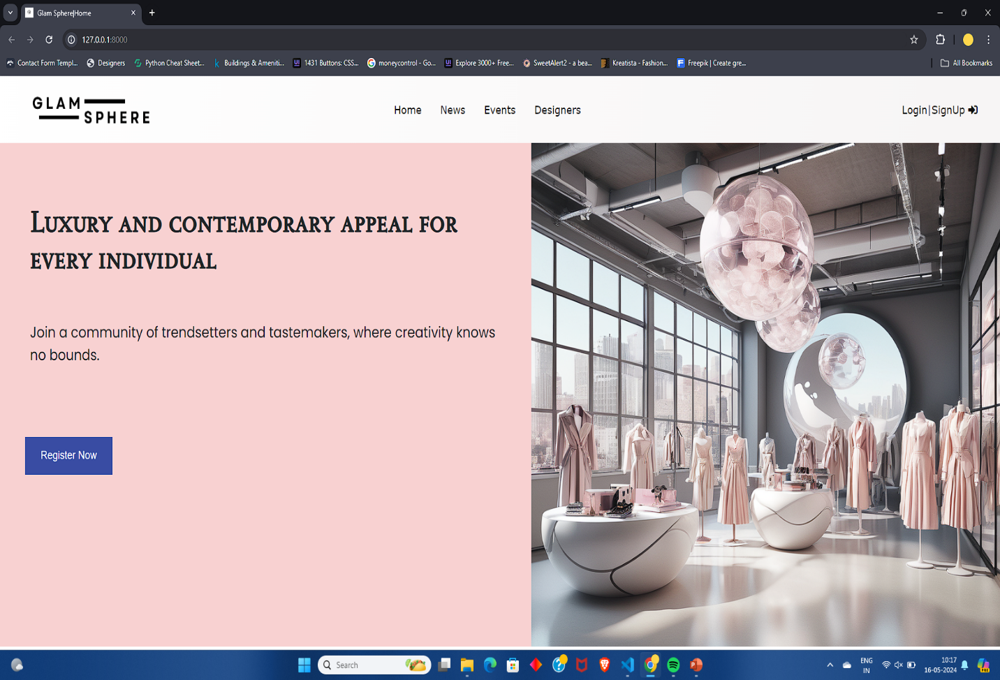 Glam Sphere|Home
127.0.0.1:8000
Contact Form Templ...
Designers
Python Cheat Sheet...
Buildings & Ameniti...
1431 Buttons: CSS...
moneycontrol - Go...
Explore 3000+ Free...
SweetAlert2 - a bea...
Kreatista - Fashion...
Freepik | Create gre...
All Bookmarks
GLAM
SPHERE
Home
News
Events
Designers
Login|SignUp
Luxury and contemporary appeal for
every individual
Join a community of trendsetters and tastemakers, where creativity knows
no bounds.
Register Now
Search
ENG
IN
10:17
16-05-2024
PRE